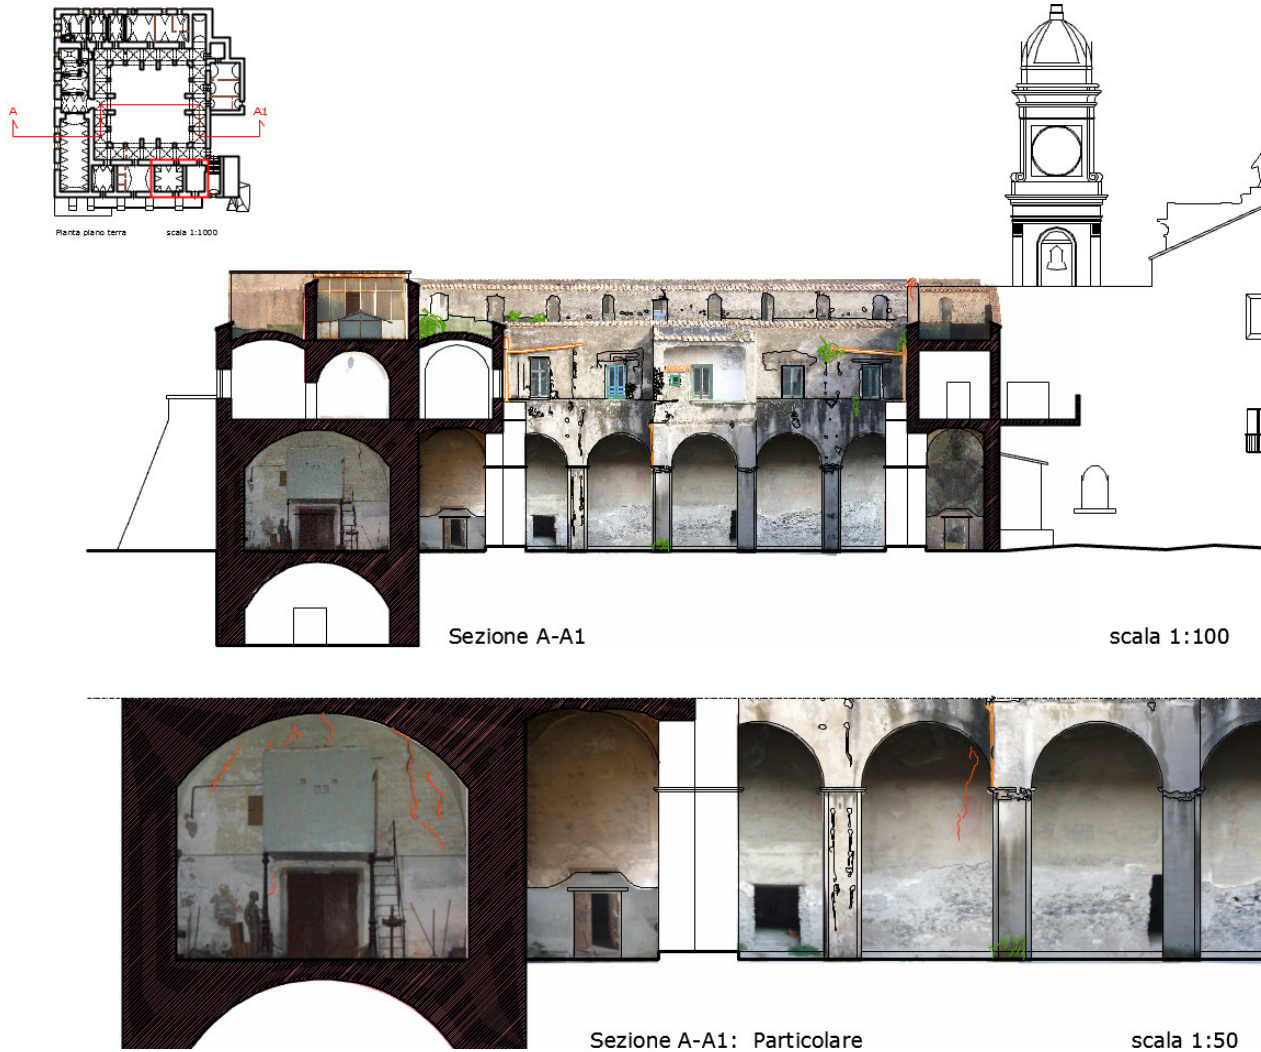 A
A1
Pianta piano terra
scala 1:1000
Sezione A-A1
scala 1:100
Sezione A-A1: Particolare
scala 1:50